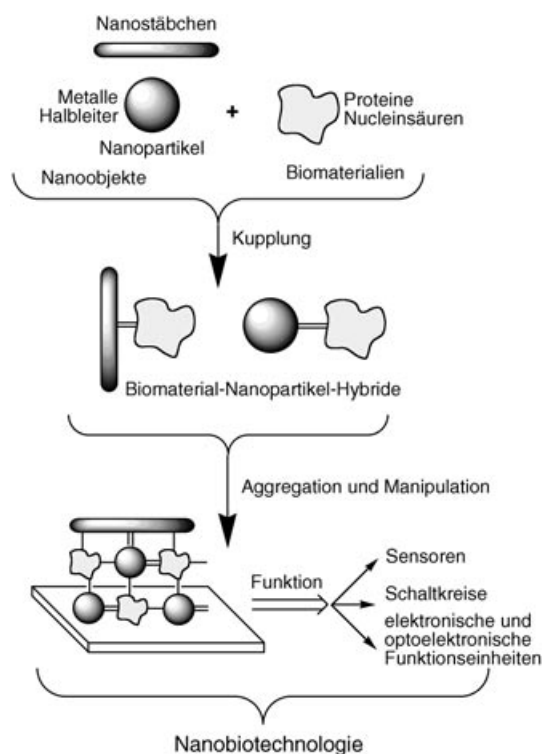 Nanostäbchen
Metalle
Halbleiter
+
Proteine
Nucleinsäuren
Nanopartikel
Nanoobjekte
Biomaterialien
Kupplung
Biomaterial-Nanopartikel-Hybride
Aggregation und Manipulation
Funktion
Sensoren
Schaltkreise
elektronische und
optoelektronische
Funktionseinheiten
Nanobiotechnologie